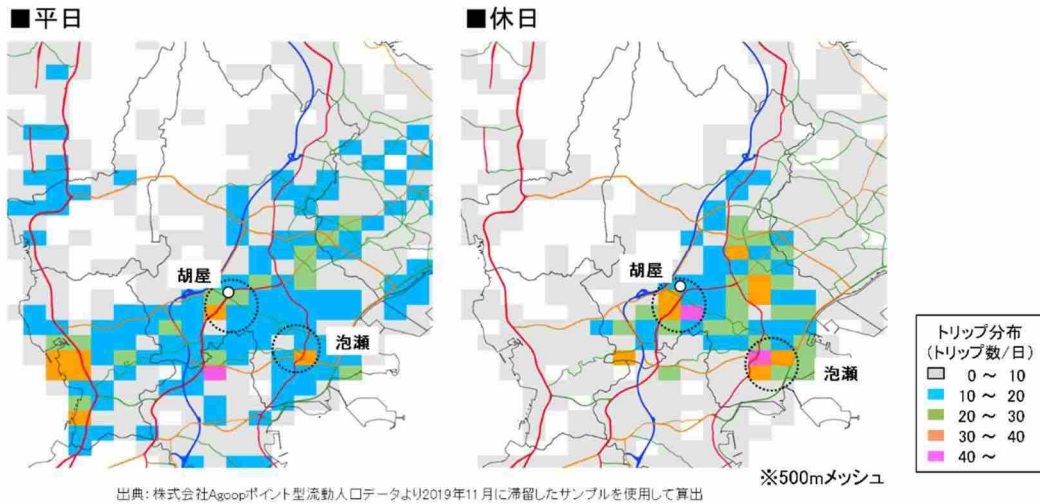 ■平日
■休日
胡屋
泡瀬
胡屋
泡瀬
トリップ分布
(トリップ数/日)
0 ～ 10
10 ～ 20
20 ～ 30
30 ～ 40
40 ～
※500mメッシュ
出典：株式会社Agoopポイント型流動人口データより2019年11月に滞留したサンプルを使用して算出